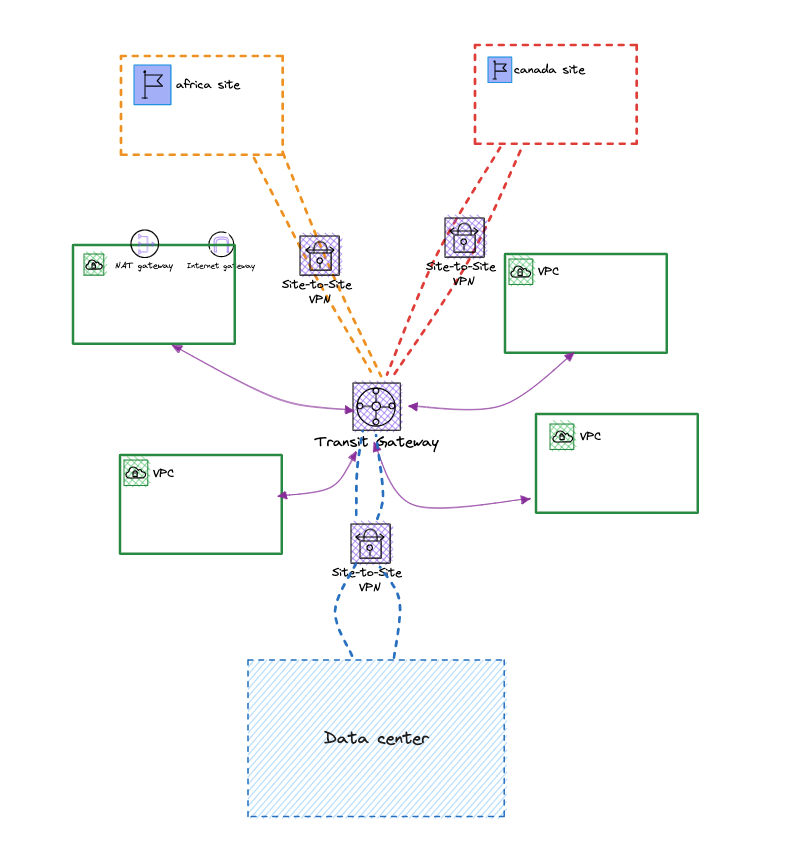 africa site
canada site
NAT gateway
Internet gateway
Site-to-Site
VPN
Site-to-Site
VPN
VPC
Transit Gateway
VPC
VPC
Site-to-Site
VPN
Data center